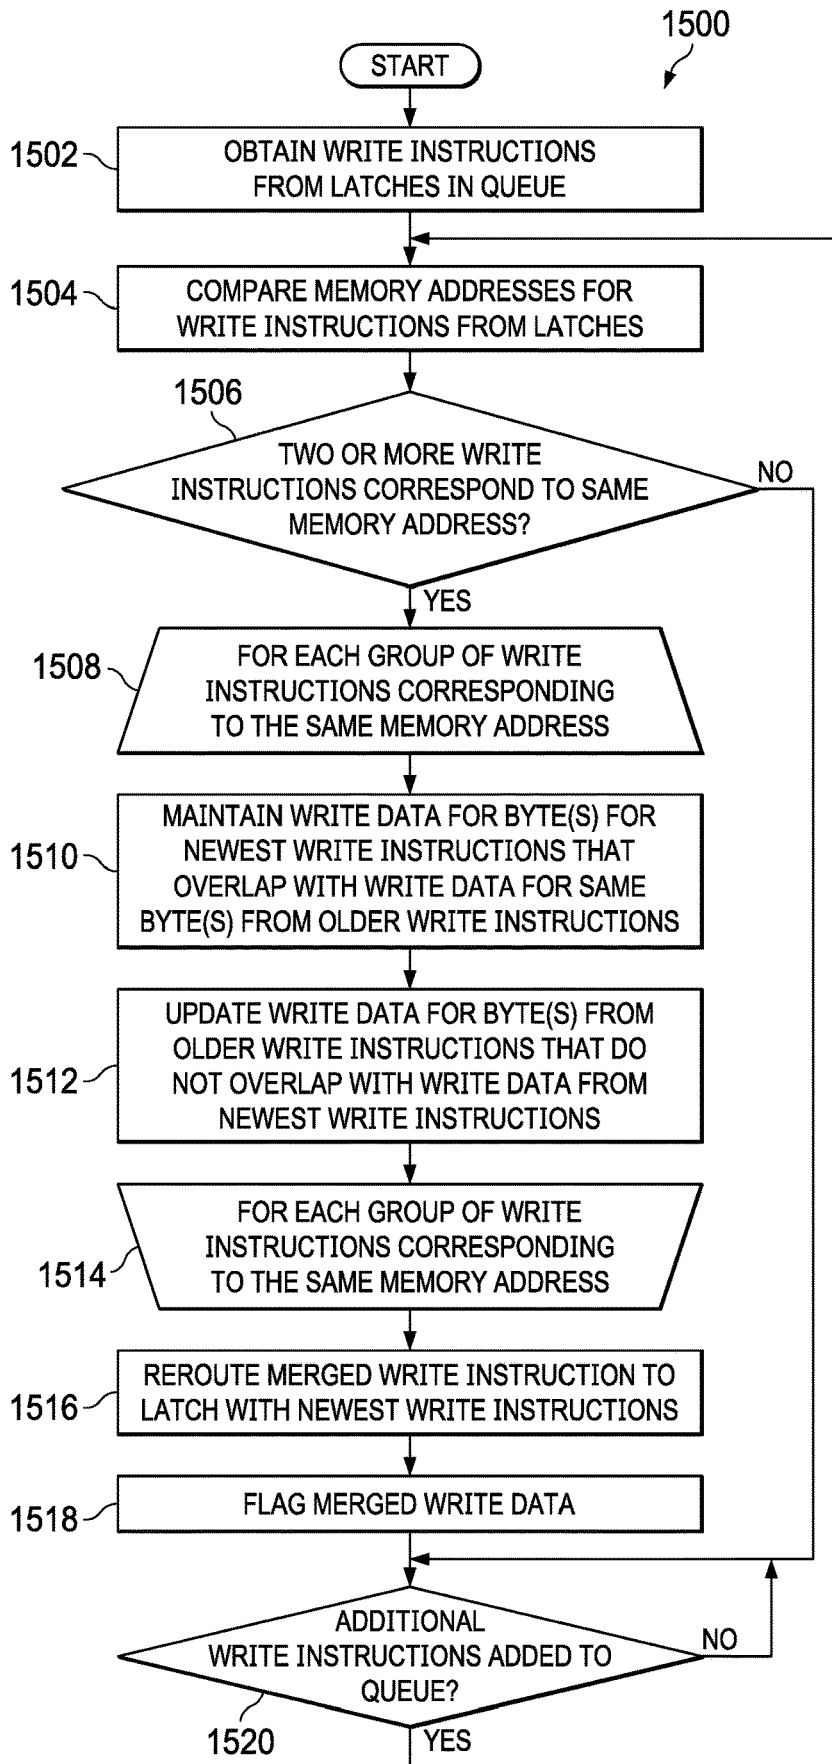 1500
START
1502
OBTAIN WRITE INSTRUCTIONS
FROM LATCHES IN QUEUE
1504
COMPARE MEMORY ADDRESSES FOR
WRITE INSTRUCTIONS FROM LATCHES
1506
TWO OR MORE WRITE
INSTRUCTIONS CORRESPOND TO SAME
MEMORY ADDRESS?
NO
YES
1508
FOR EACH GROUP OF WRITE
INSTRUCTIONS CORRESPONDING
TO THE SAME MEMORY ADDRESS
1510
MAINTAIN WRITE DATA FOR BYTE(S) FOR
NEWEST WRITE INSTRUCTIONS THAT
OVERLAP WITH WRITE DATA FOR SAME
BYTE(S) FROM OLDER WRITE INSTRUCTIONS
1512
UPDATE WRITE DATA FOR BYTE(S) FROM
OLDER WRITE INSTRUCTIONS THAT DO
NOT OVERLAP WITH WRITE DATA FROM
NEWEST WRITE INSTRUCTIONS
1514
FOR EACH GROUP OF WRITE
INSTRUCTIONS CORRESPONDING
TO THE SAME MEMORY ADDRESS
1516
REROUTE MERGED WRITE INSTRUCTION TO
LATCH WITH NEWEST WRITE INSTRUCTIONS
1518
FLAG MERGED WRITE DATA
ADDITIONAL
WRITE INSTRUCTIONS ADDED TO
QUEUE?
NO
1520
YES